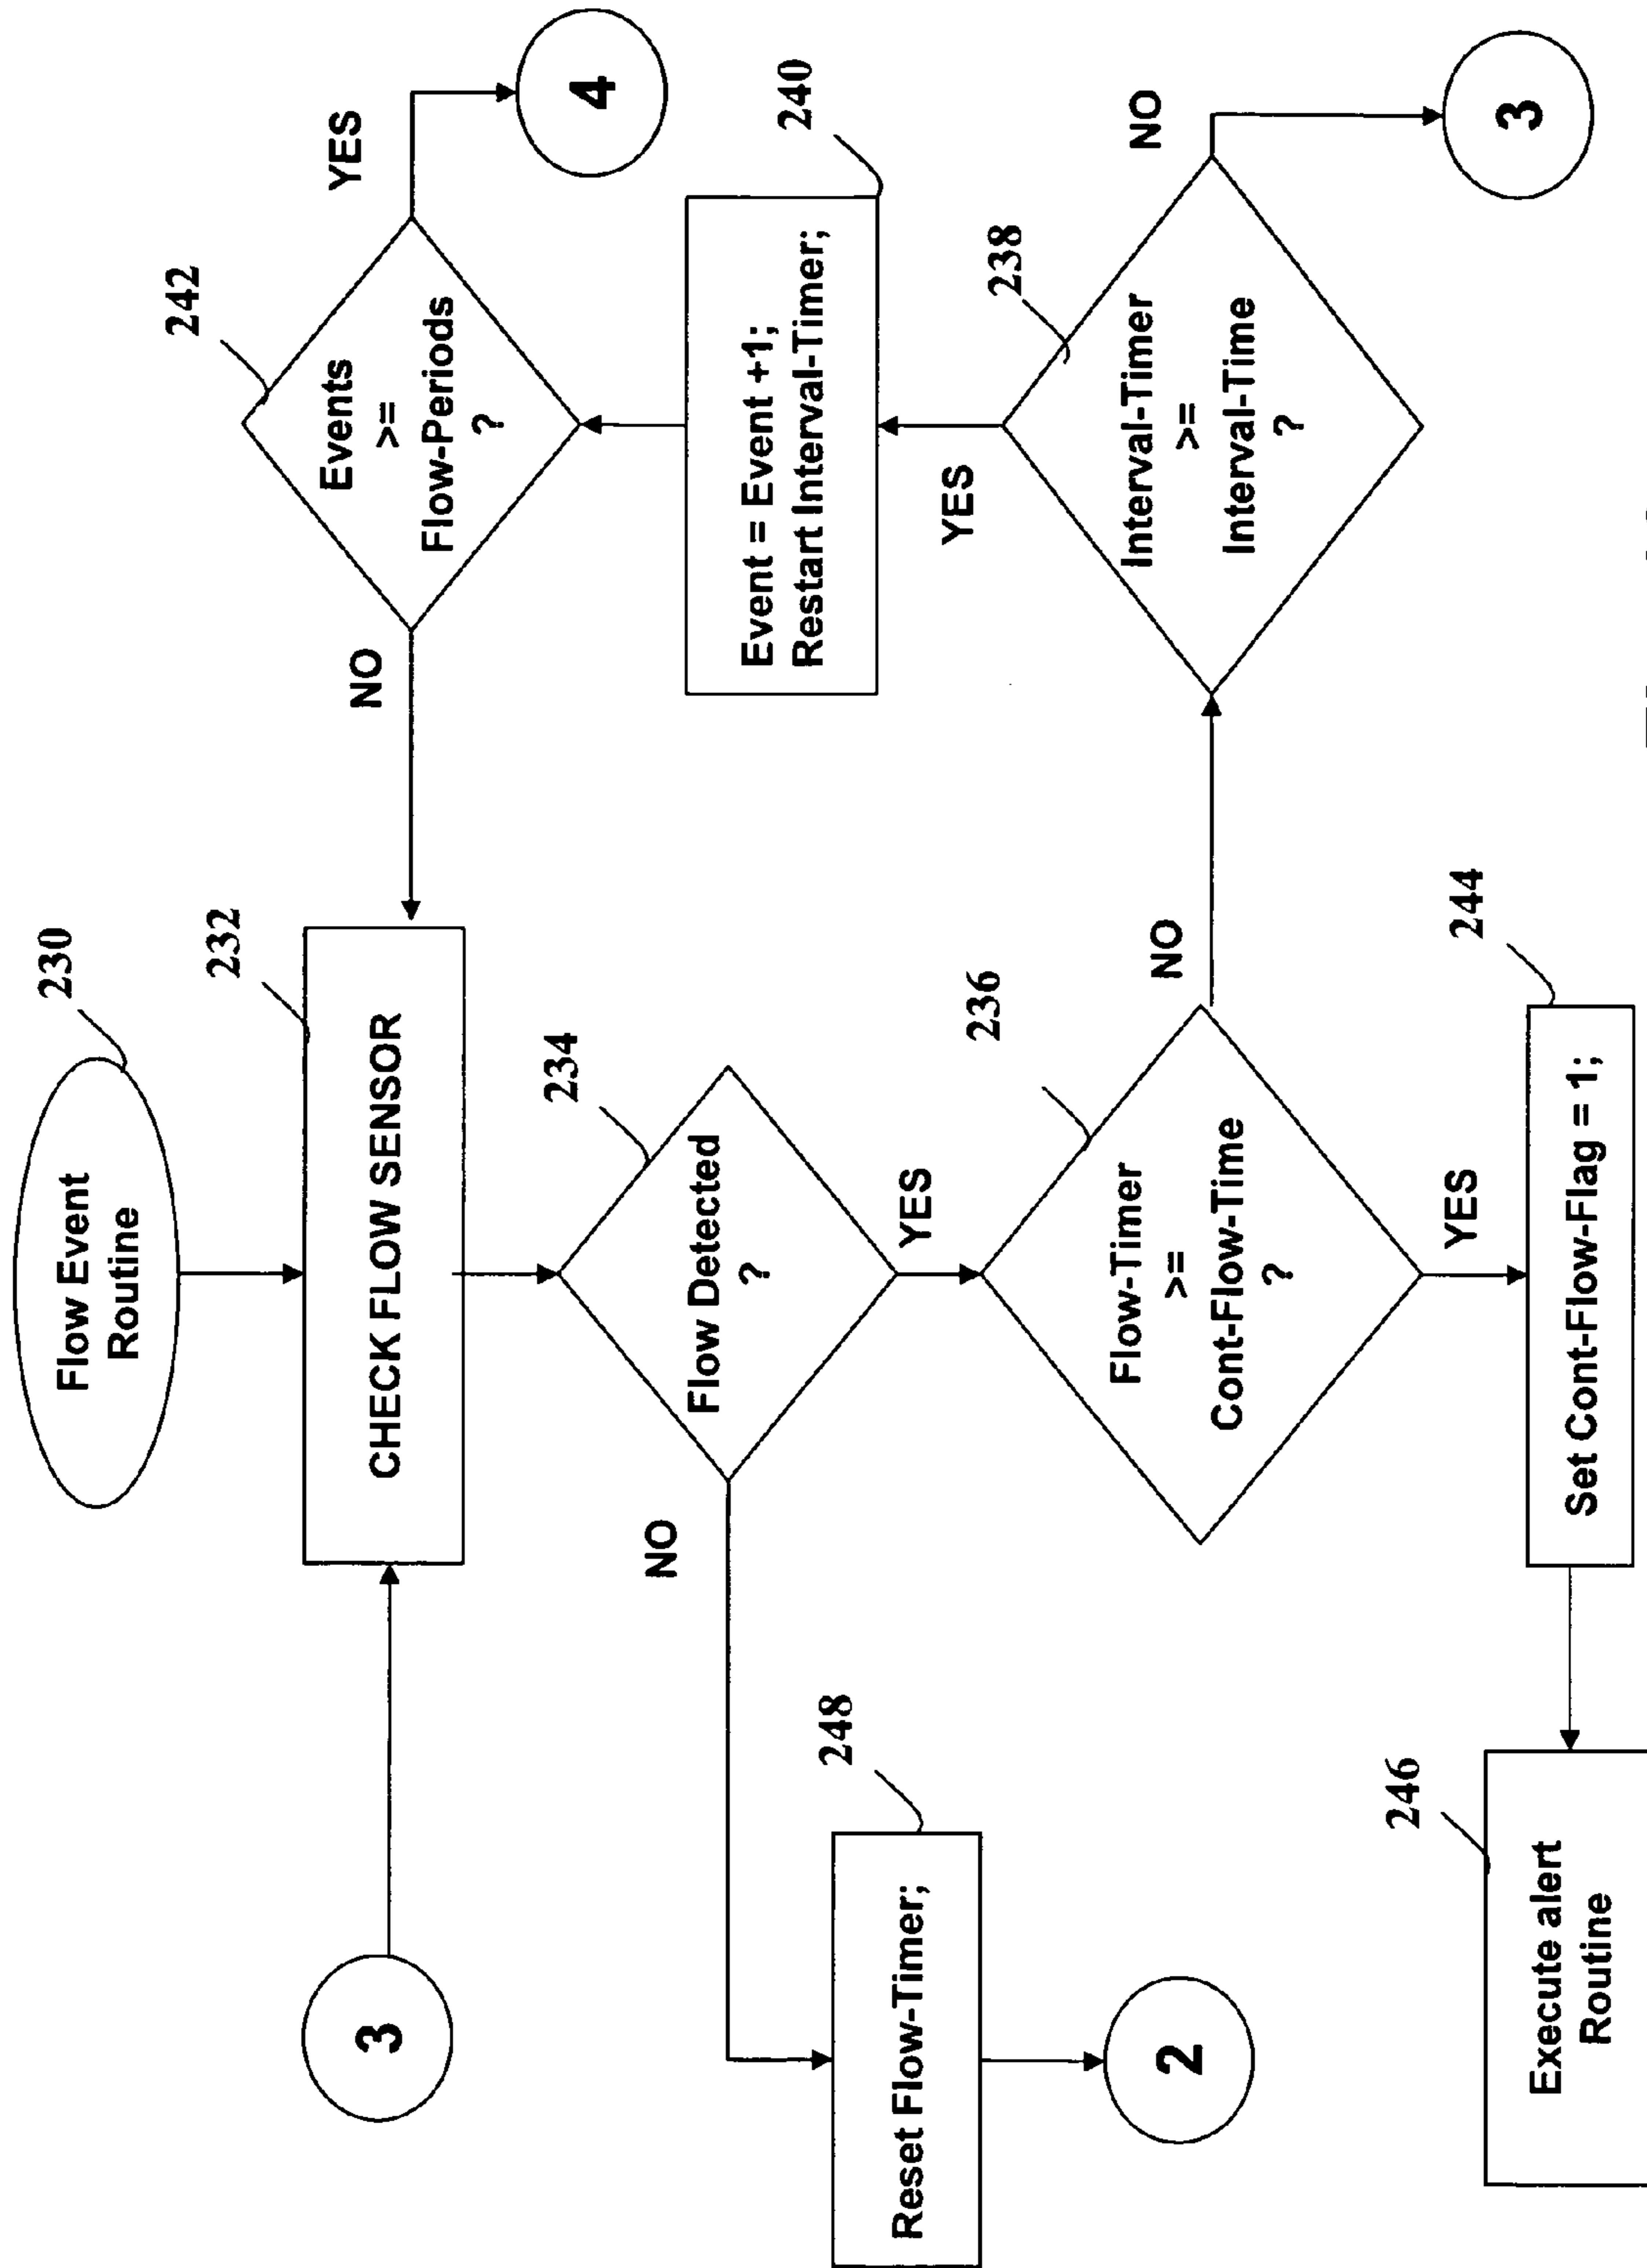 Flow Event
Routine
230
CHECK FLOW SENSOR
232
3
Flow Detected
?
234
NO
YES
Reset Flow-Timer;
248
2
Flow-Timer
>=
Cont-Flow-Time
?
236
NO
YES
Set Cont-Flow-Flag = 1;
244
Execute alert
Routine
246
Interval-Timer
>=
Interval-Time
?
238
NO
3
YES
Event = Event +1;
Restart Interval-Timer;
240
Events
>=
Flow-Periods
?
242
NO
YES
4